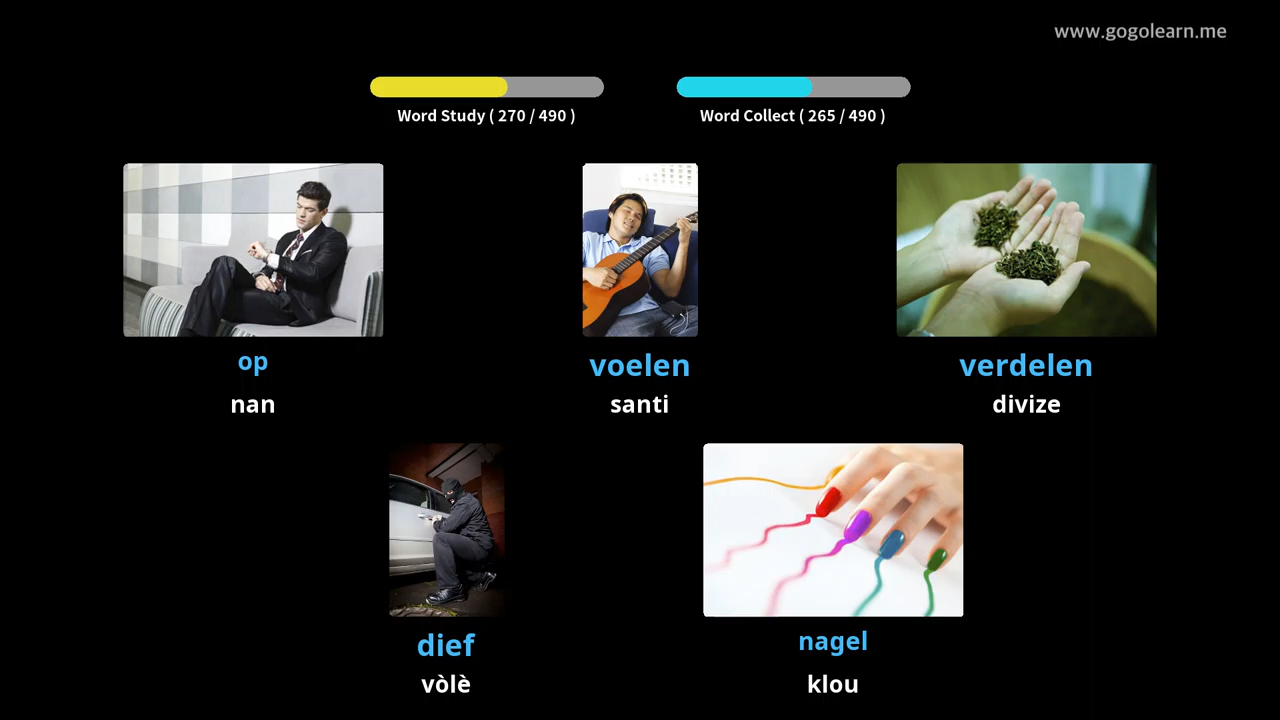 www.gogolearn.me
Word Study ( 270 / 490 )
Word Collect ( 265 / 490 )
op
nan
voelen
santi
verdelen
divize
dief
vòlè
nagel
klou